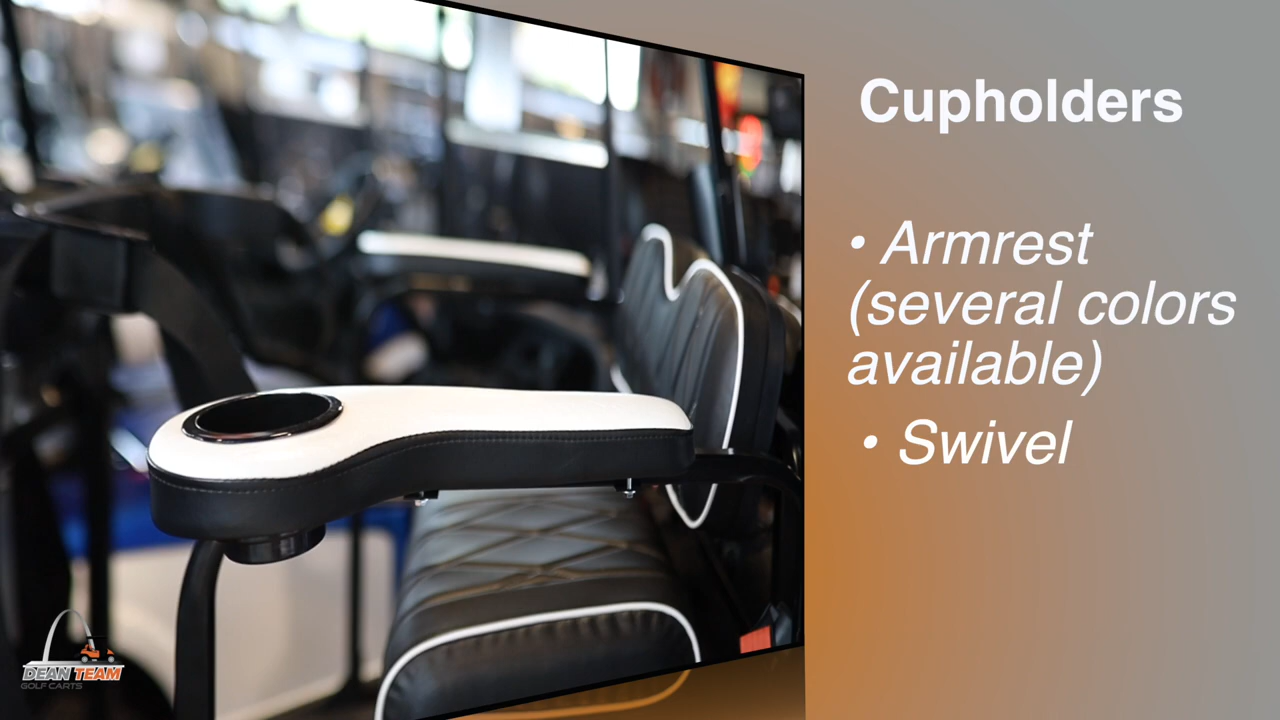 Cupholders
• Armrest
(several colors
available)
• Swivel
DEAN TEAM
GOLF CARTS